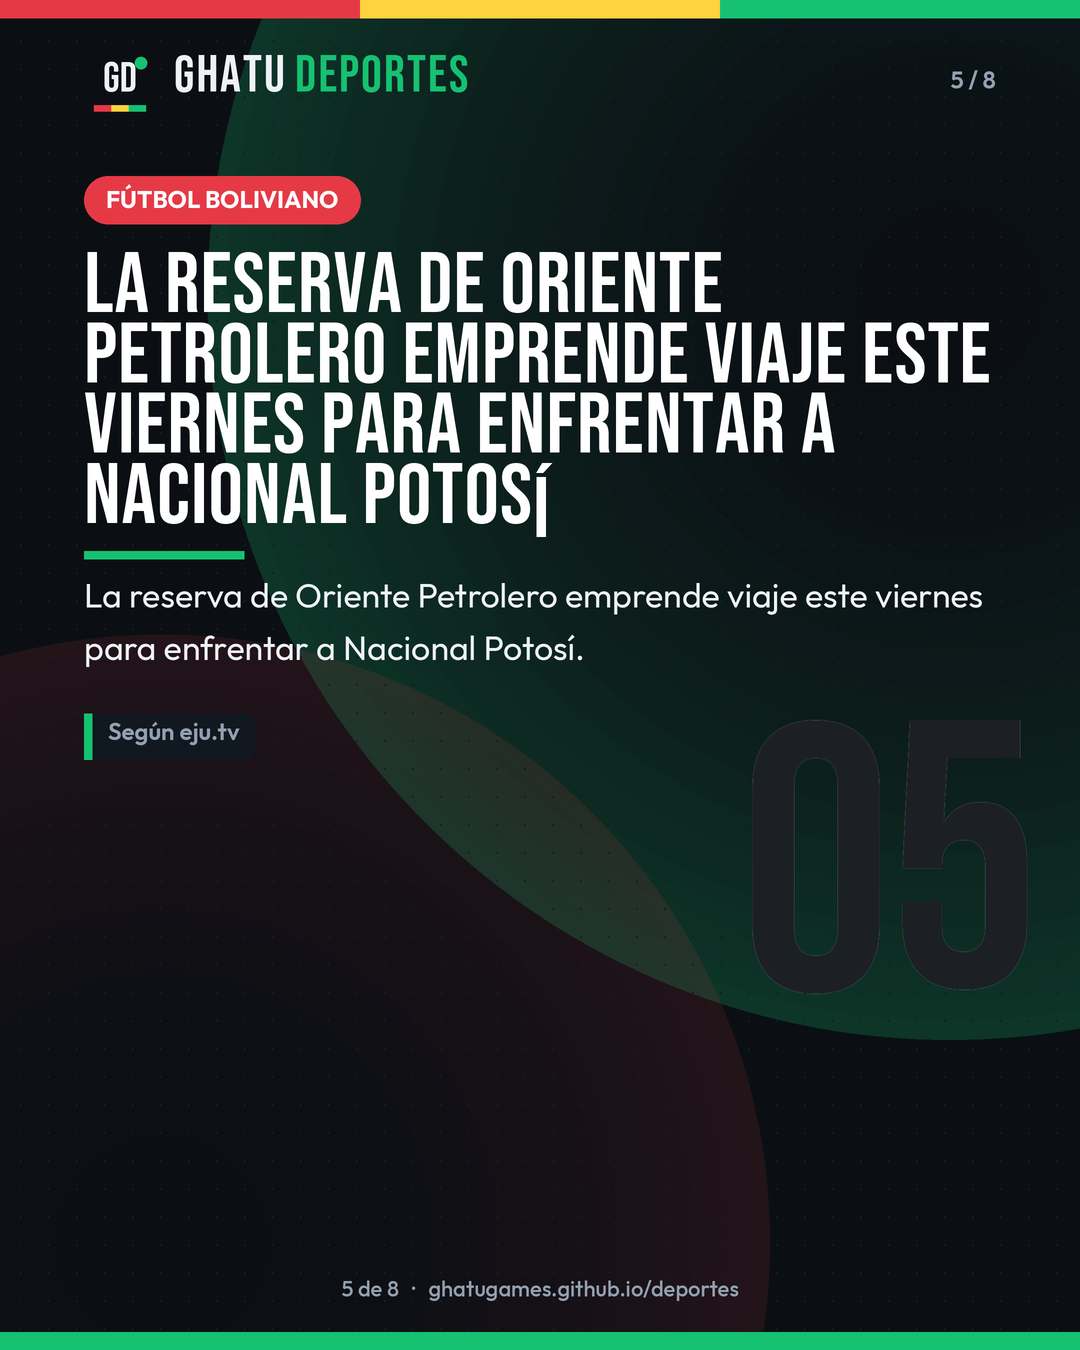 GD
GHATU DEPORTES
5 / 8
FÚTBOL BOLIVIANO
LA RESERVA DE ORIENTE
PETROLERO EMPRENDE VIAJE ESTE
VIERNES PARA ENFRENTAR A
NACIONAL POTOSÍ
La reserva de Oriente Petrolero emprende viaje este viernes
para enfrentar a Nacional Potosí.
Según eju.tv
05
5 de 8 · ghatugames.github.io/deportes